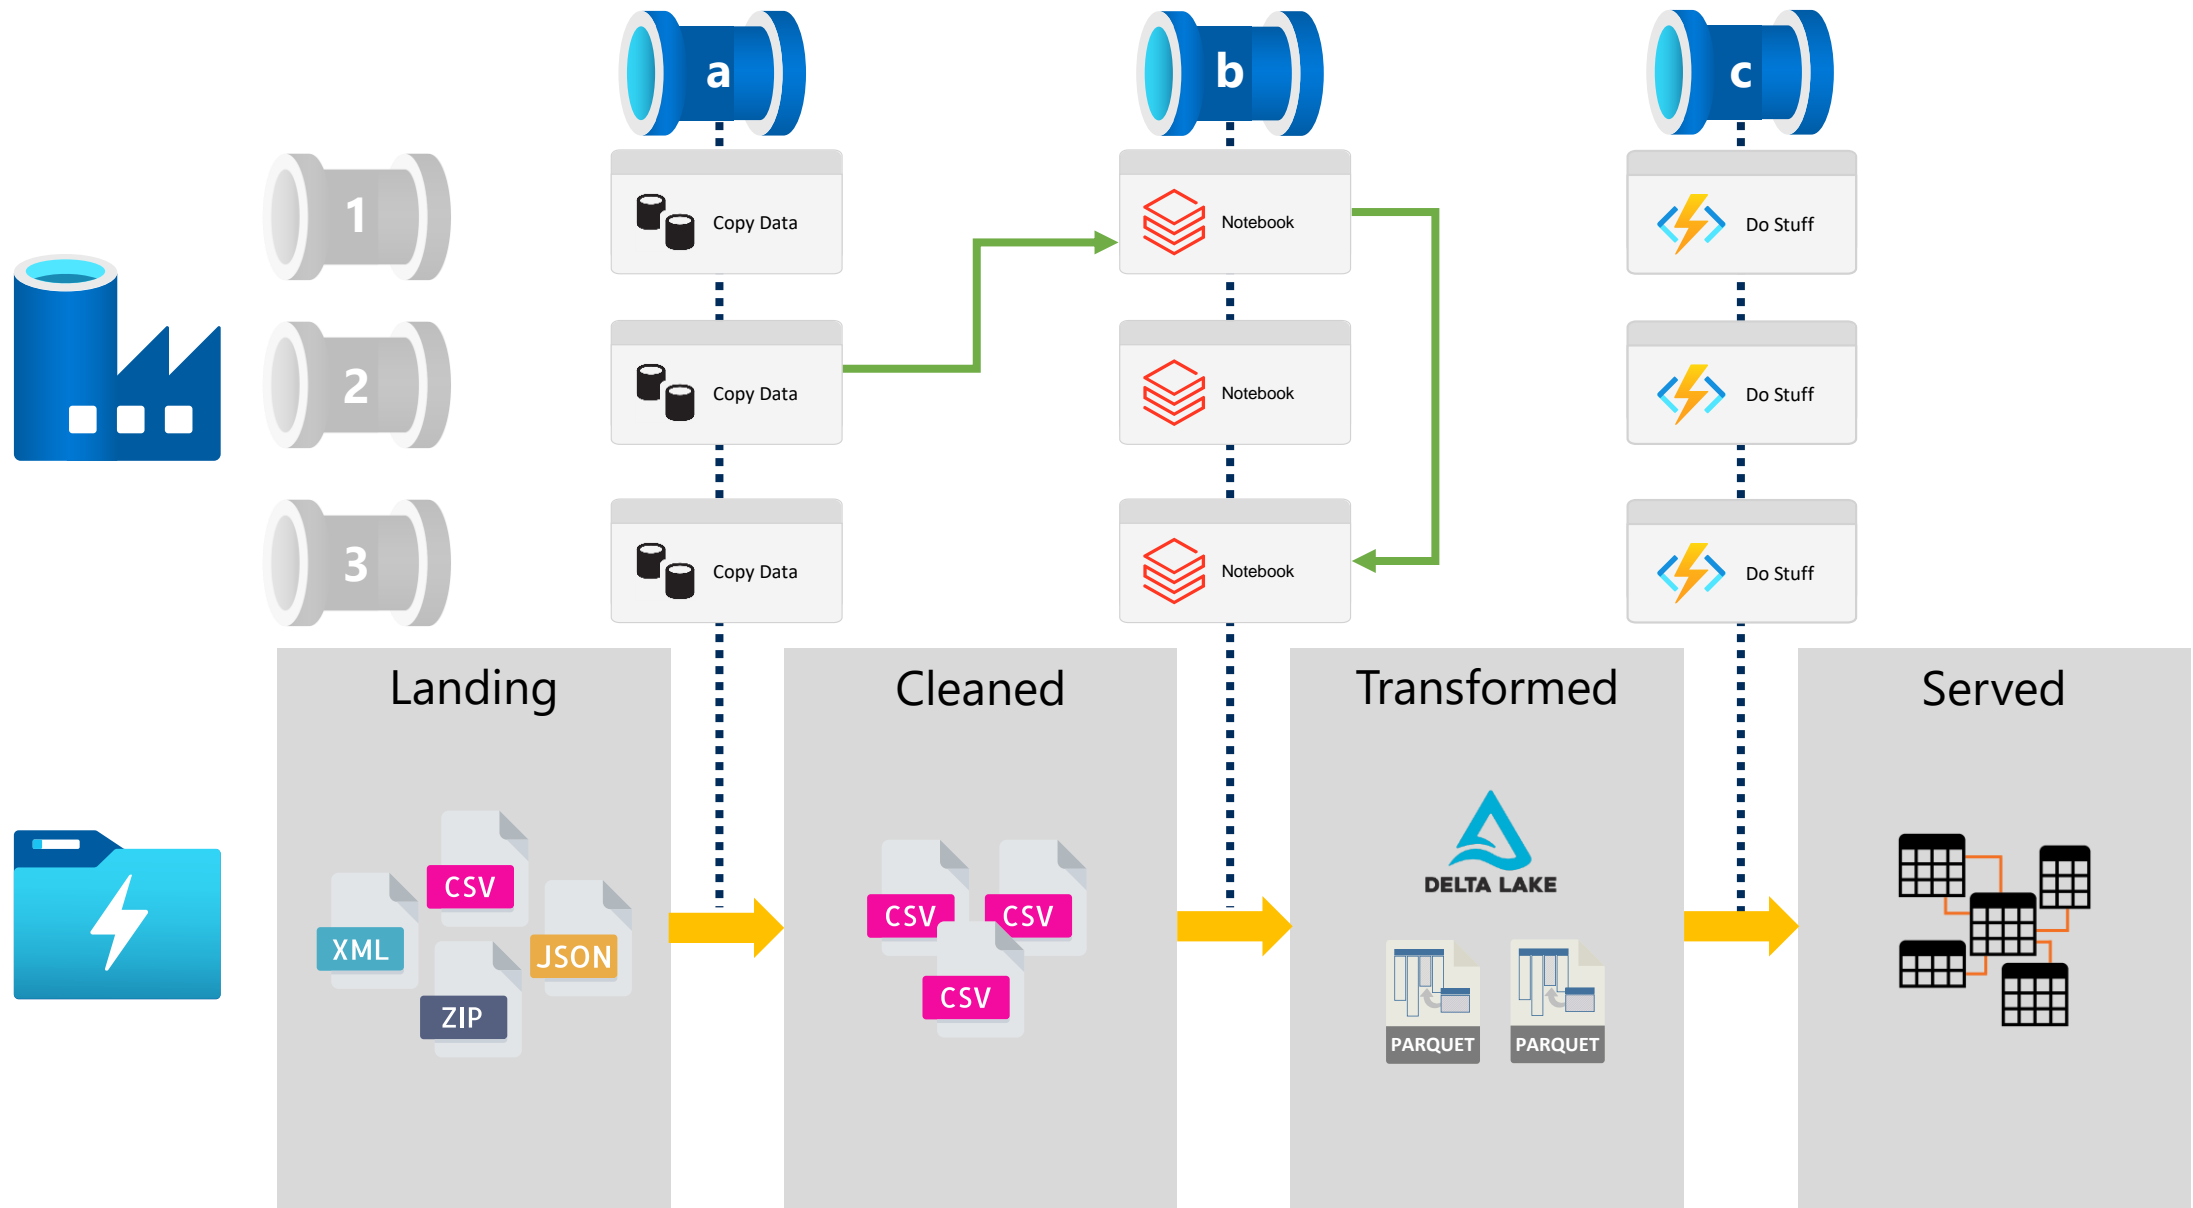 a
b
c
1
Copy Data
Notebook
Do Stuff
2
Copy Data
Notebook
Do Stuff
3
Copy Data
Notebook
Do Stuff
Landing
Cleaned
Transformed
Served
CSV
XML
JSON
ZIP
CSV
CSV
CSV
DELTA LAKE
PARQUET
PARQUET